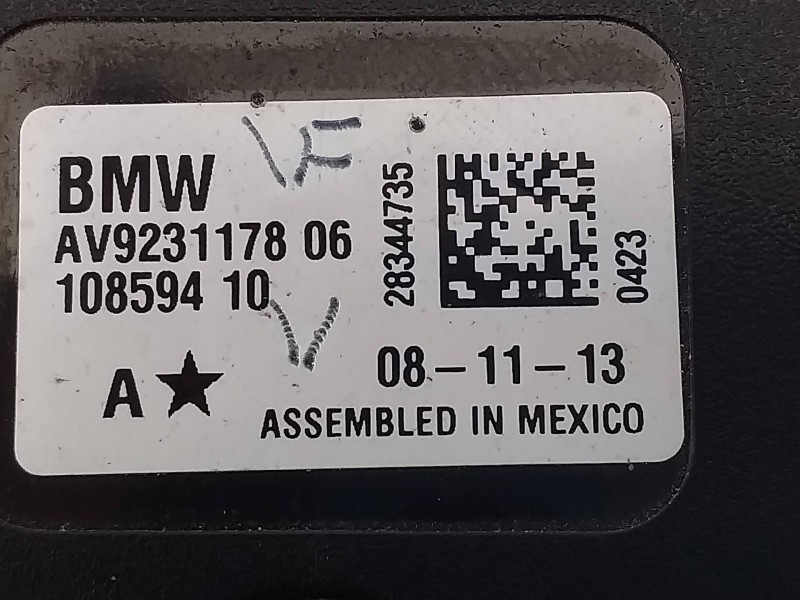 BMW
AV9231178 06
108594 10
A★
28344735
0423
08-11-13
ASSEMBLED IN MEXICO